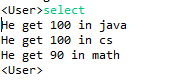 <User>select
He get 100 in java
He get 100 in cs
He get 90 in math
<User>